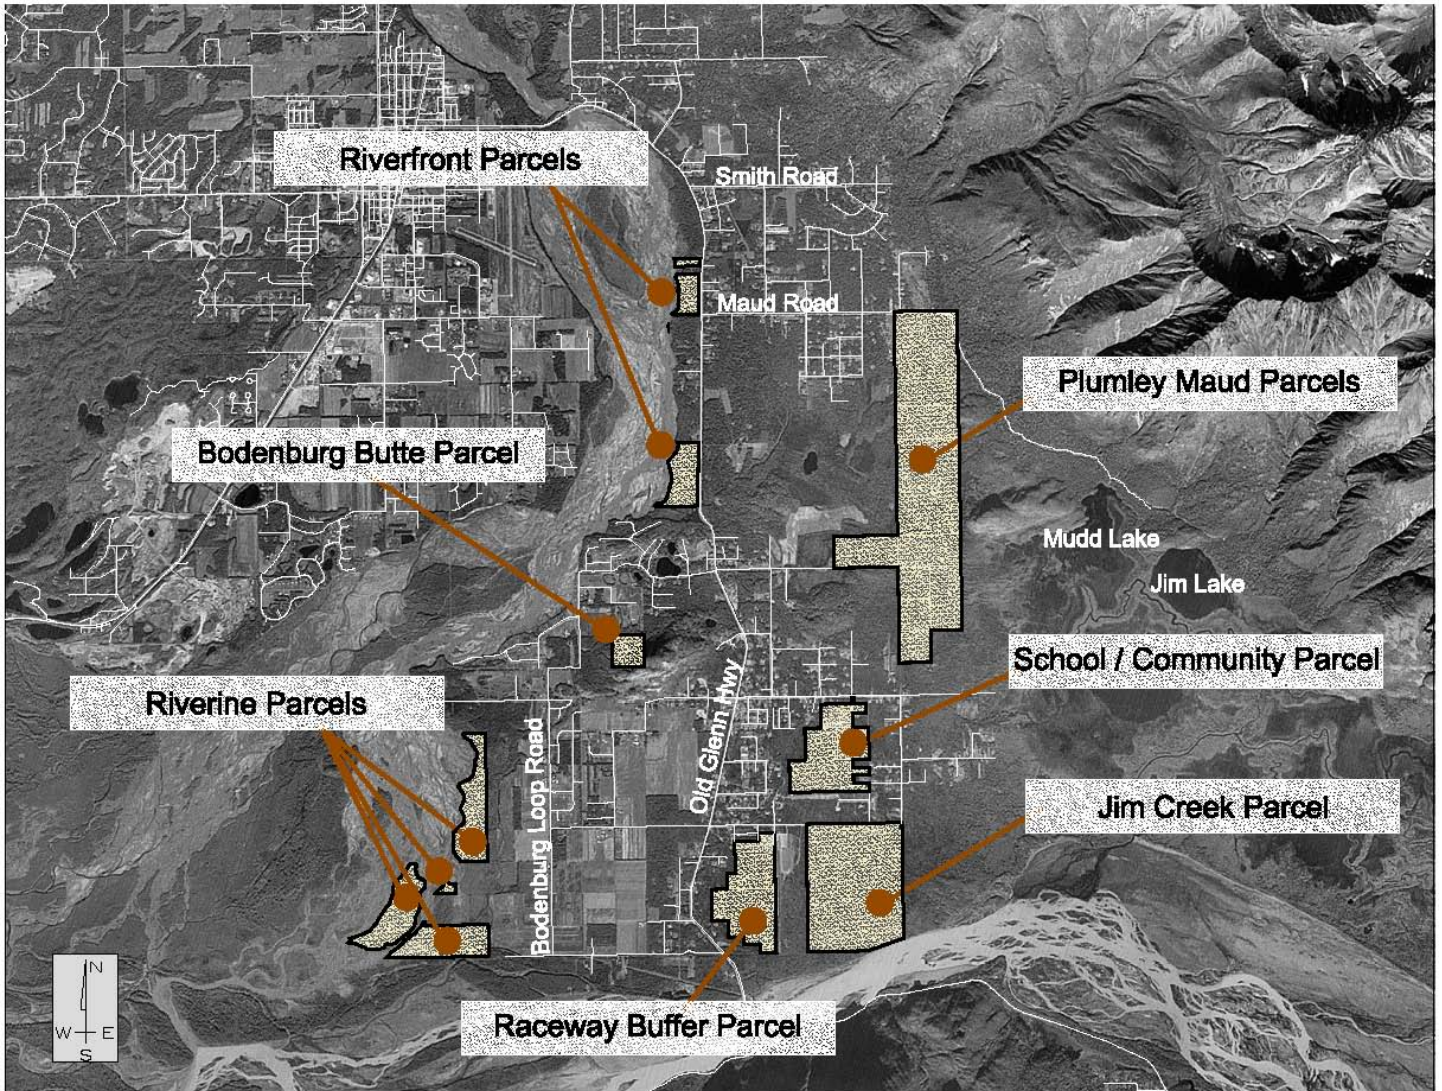 Riverfront Parcels
Smith Road
Maud Road
Plumley Maud Parcels
Bodenburg Butte Parcel
Mudd Lake
Jim Lake
School / Community Parcel
Riverine Parcels
Old Glenn Hwy
Bodenburg Loop Road
Jim Creek Parcel
Raceway Buffer Parcel
N
W E
S